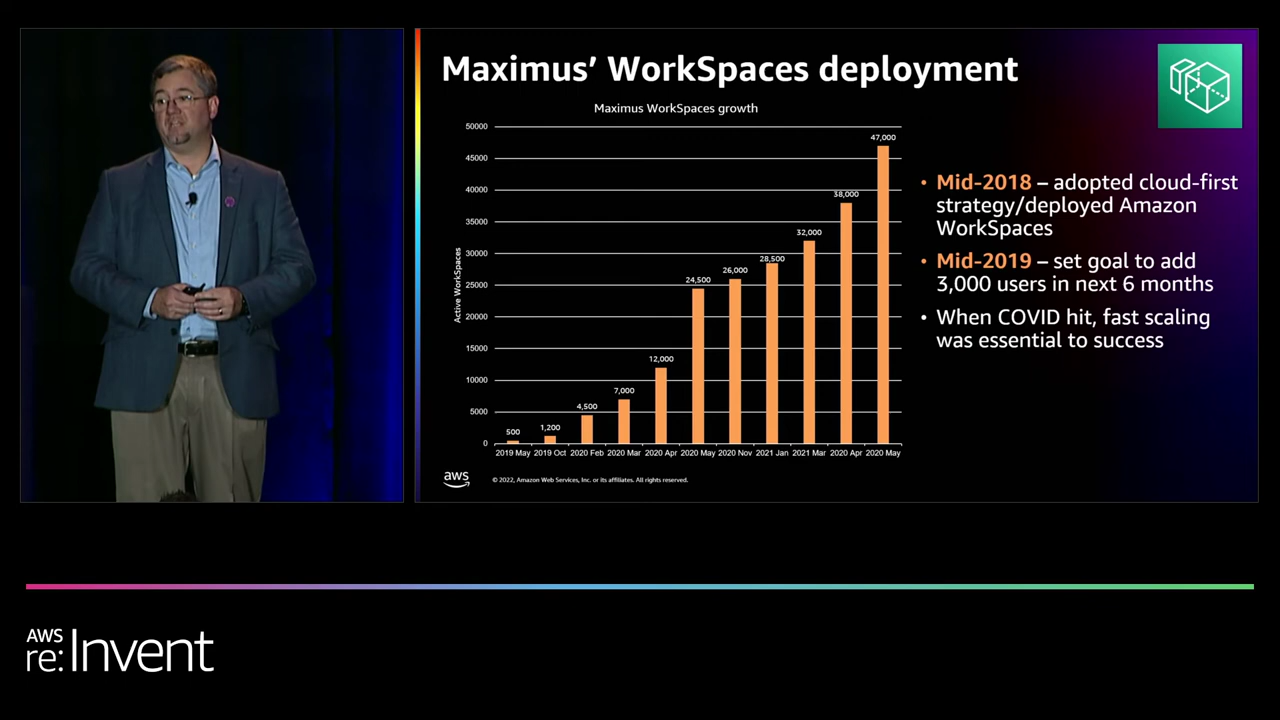 Maximus' WorkSpaces deployment
Maximus WorkSpaces growth
Active WorkSpaces
50000
45000
40000
35000
30000
25000
20000
15000
10000
5000
0
500
1,200
4,500
7,000
12,000
24,500
26,000
28,500
32,000
38,000
47,000
2019 May 2019 Oct 2020 Feb 2020 Mar 2020 Apr 2020 May 2020 Nov 2021 Jan 2021 Mar 2020 Apr 2020 May
• Mid-2018 – adopted cloud-first
strategy/deployed Amazon
WorkSpaces
• Mid-2019 – set goal to add
3,000 users in next 6 months
• When COVID hit, fast scaling
was essential to success
aws
© 2022, Amazon Web Services, Inc. or its affiliates. All rights reserved.
AWS
re:Invent